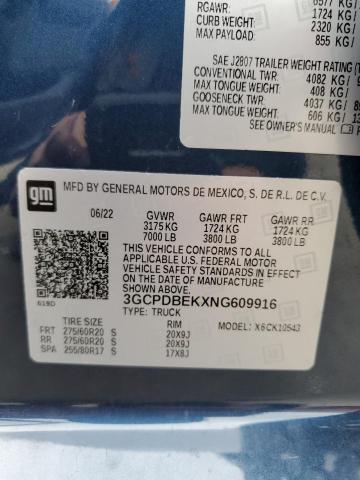 6577 KG /
RGAWR: 1724 KG /
CURB WEIGHT: 2320 KG /
MAX PAYLOAD: 855 KG /
SAE J2807 TRAILER WEIGHT RATING (T
CONVENTIONAL TWR: 4082 KG /
MAX TONGUE WEIGHT: 408 KG /
GOOSENECK TWR: 4037 KG / 8
MAX TONGUE WEIGHT: 606 KG / 13
SEE OWNER'S MANUAL
gm
MFD BY GENERAL MOTORS DE MEXICO, S. DE R.L. DE C.V.
06/22 GVWR GAWR FRT GAWR RR
3175 KG 1724 KG 1724 KG
7000 LB 3800 LB 3800 LB
THIS VEHICLE CONFORMS TO ALL
APPLICABLE U.S. FEDERAL MOTOR
VEHICLE SAFETY STANDARDS IN EFFECT ON THE
DATE OF MANUFACTURE SHOWN ABOVE.
3GCPDBEKXNG609916
TYPE: TRUCK
619D
TIRE SIZE RIM MODEL: X6CK10543
FRT 275/60R20 S 20X9J
RR 275/60R20 S 20X9J
SPA 255/80R17 S 17X8J